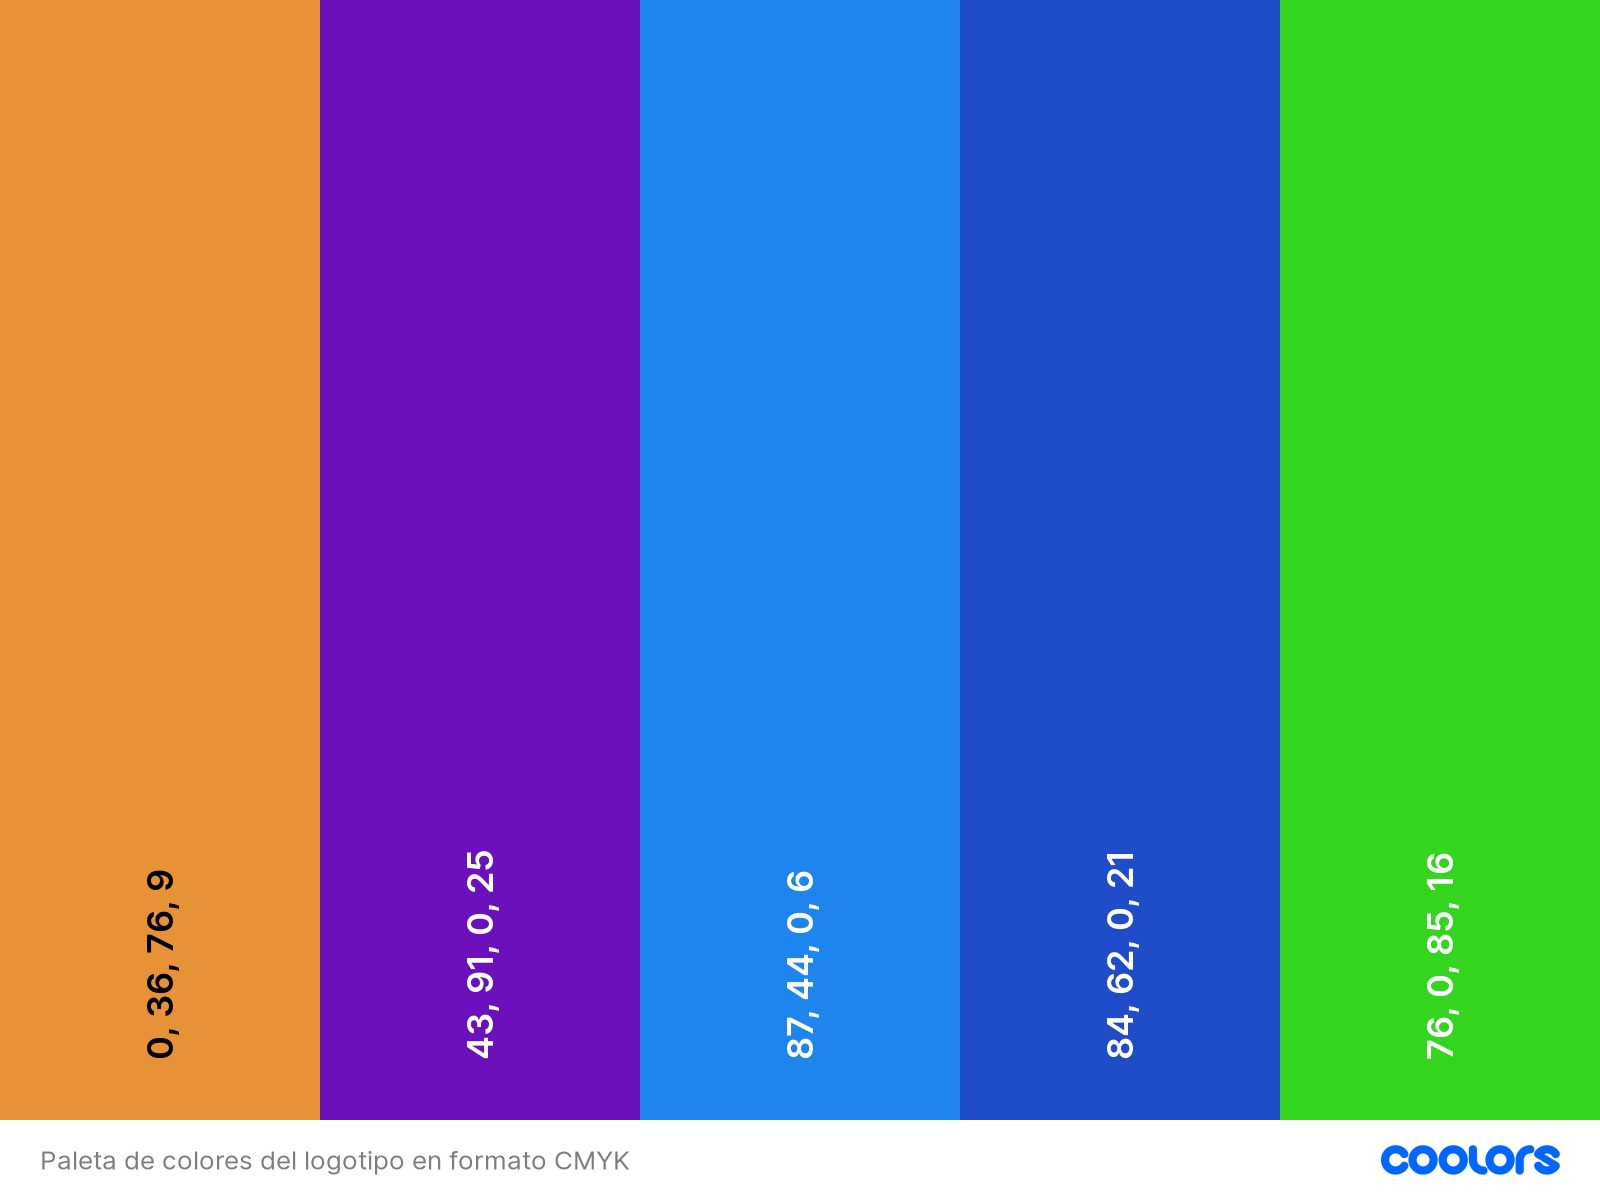 0, 36, 76, 9
43, 91, 0, 25
87, 44, 0, 6
84, 62, 0, 21
76, 0, 85, 16
Paleta de colores del logotipo en formato CMYK
coolors